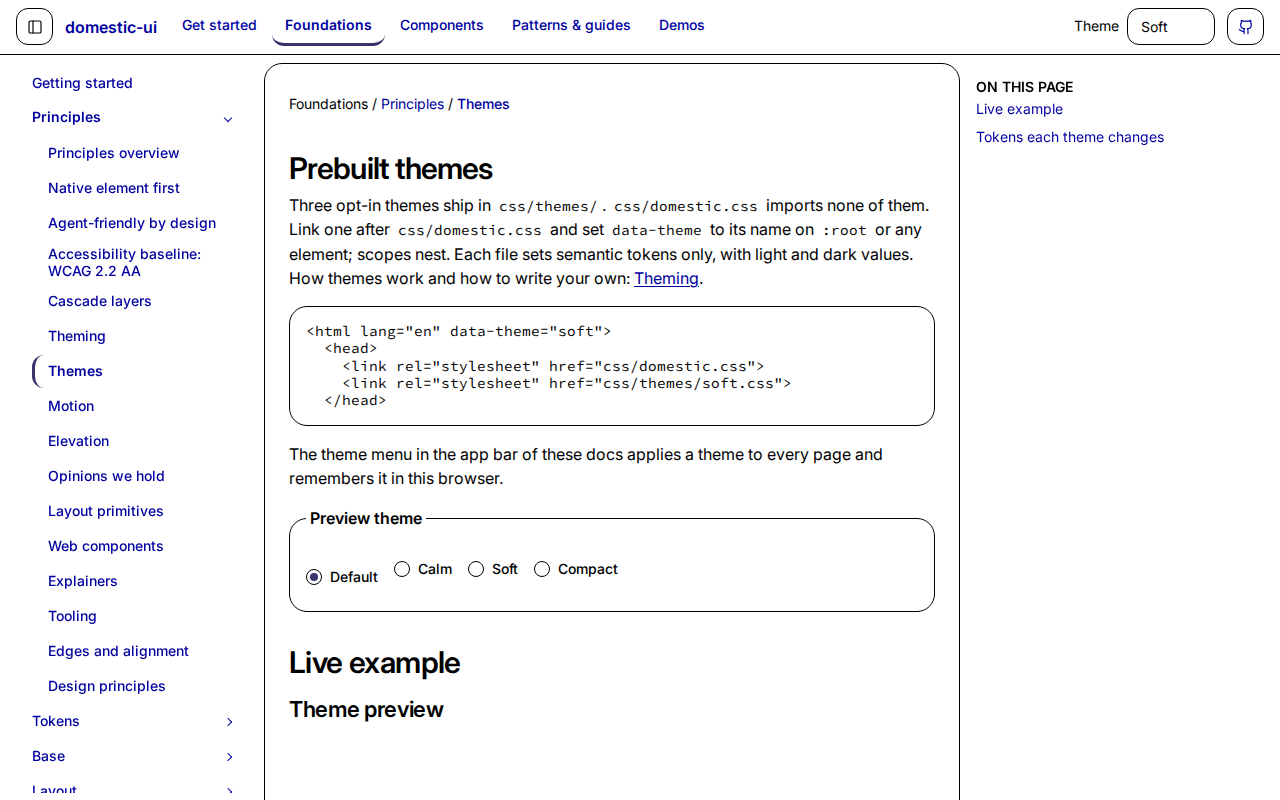 domestic-ui
Get started
Foundations
Components
Patterns & guides
Demos
Theme
Soft
Getting started
Principles
Principles overview
Native element first
Agent-friendly by design
Accessibility baseline:
WCAG 2.2 AA
Cascade layers
Theming
Themes
Motion
Elevation
Opinions we hold
Layout primitives
Web components
Explainers
Tooling
Edges and alignment
Design principles
Tokens
Base
Layout
Foundations / Principles / Themes
Prebuilt themes
Three opt-in themes ship in css/themes/. css/domestic.css imports none of them.
Link one after css/domestic.css and set data-theme to its name on :root or any
element; scopes nest. Each file sets semantic tokens only, with light and dark values.
How themes work and how to write your own: Theming.
<html lang="en" data-theme="soft">
  <head>
    <link rel="stylesheet" href="css/domestic.css">
    <link rel="stylesheet" href="css/themes/soft.css">
  </head>
The theme menu in the app bar of these docs applies a theme to every page and
remembers it in this browser.
Preview theme
Default
Calm
Soft
Compact
Live example
Theme preview
ON THIS PAGE
Live example
Tokens each theme changes